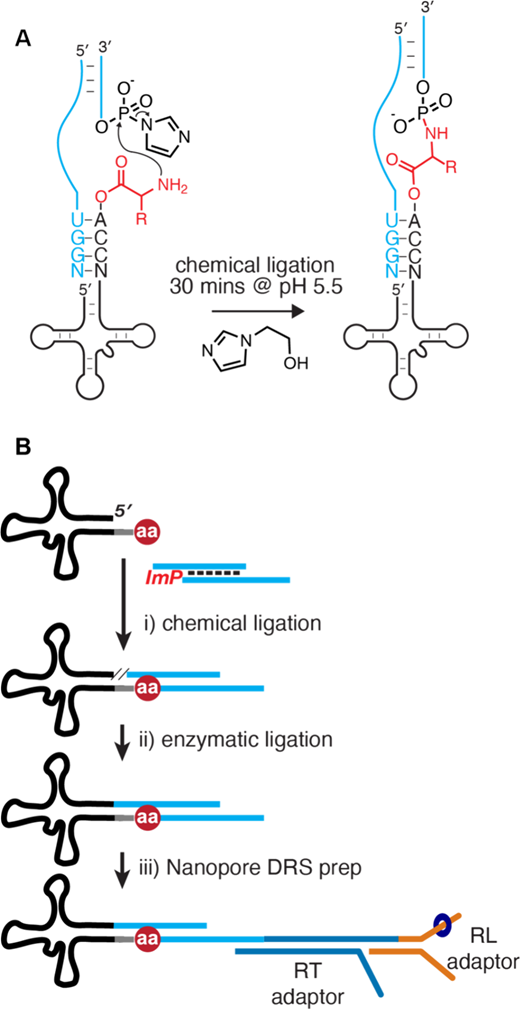 A
5′ 3′
O-
P O
O N
N
O
NH2
O R
U A
G C
G C
N N
5′
chemical ligation
30 mins @ pH 5.5
N N
OH
3′
5′
O
P O
O-
NH
O R
O
U A
G C
G C
N N
5′
B
5′
aa
ImP
i) chemical ligation
aa
ii) enzymatic ligation
aa
iii) Nanopore DRS prep
aa
RT
adaptor
RL
adaptor